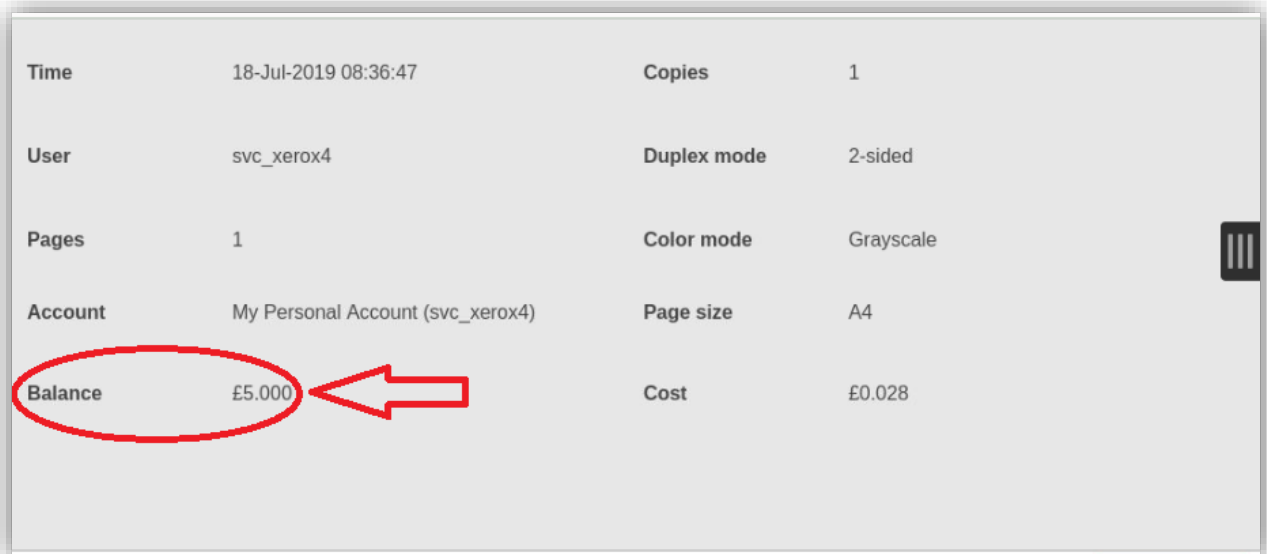 Time 18-Jul-2019 08:36:47 Copies 1
User svc_xerox4 Duplex mode 2-sided
Pages 1 Color mode Grayscale
Account My Personal Account (svc_xerox4) Page size A4
Balance £5.000 Cost £0.028